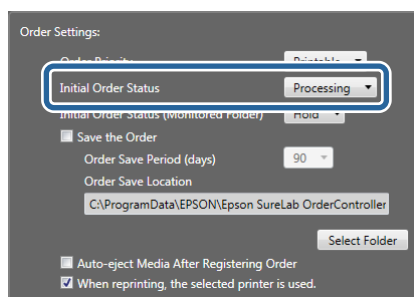 Order Settings:
Order Priority Printable
Initial Order Status Processing
Initial Order Status (Monitored Folder) Hold
Save the Order
Order Save Period (days) 90
Order Save Location
C:\ProgramData\EPSON\Epson SureLab OrderController
Select Folder
Auto-eject Media After Registering Order
When reprinting, the selected printer is used.